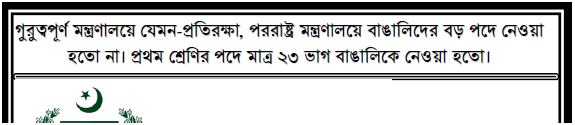 গুরুত্বপূর্ণ মন্ত্রণালয়ে যেমন-প্রতিরক্ষা, পররাষ্ট্র মন্ত্রণালয়ে বাঙালিদের বড় পদে নেওয়া
হতো না। প্রথম শ্রেণির পদে মাত্র ২৩ ভাগ বাঙালিকে নেওয়া হতো।